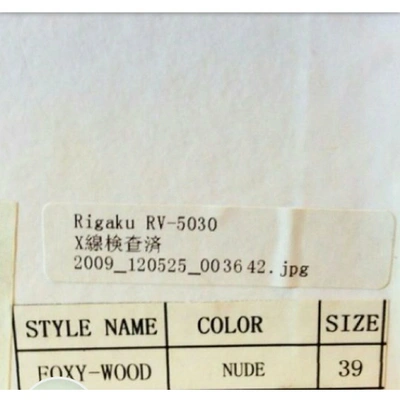 Rigaku RV-5030
X線検査済
2009_120525_003642.jpg
STYLE NAME COLOR SIZE
FOXY-WOOD NUDE 39